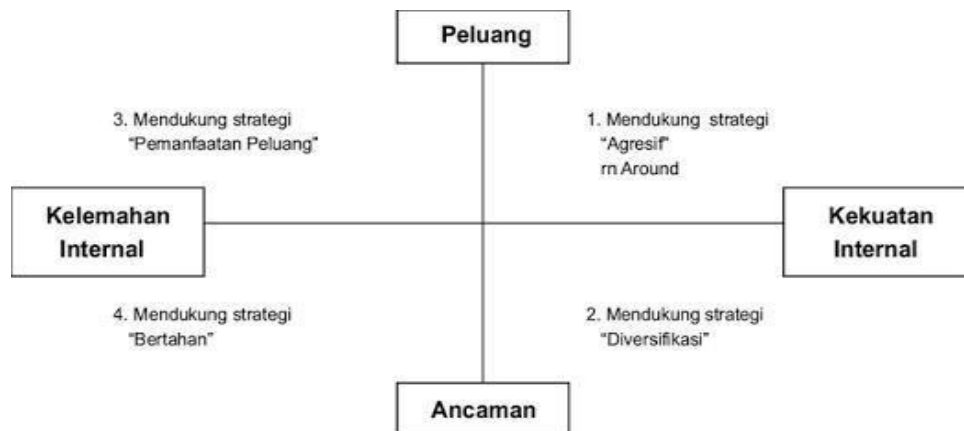 Peluang
3. Mendukung strategi
“Pemanfaatan Peluang”
1. Mendukung strategi
“Agresif”
rn Around
Kelemahan
Internal
Kekuatan
Internal
4. Mendukung strategi
“Bertahan”
2. Mendukung strategi
“Diversifikasi”
Ancaman